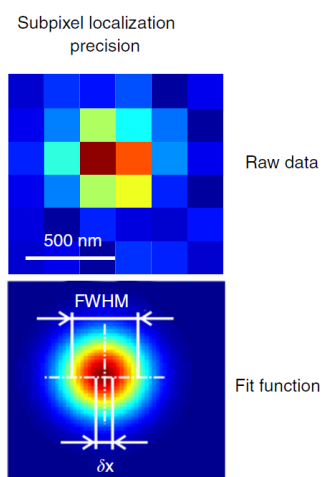 Subpixel localization
precision
Raw data
500 nm
FWHM
Fit function
δx